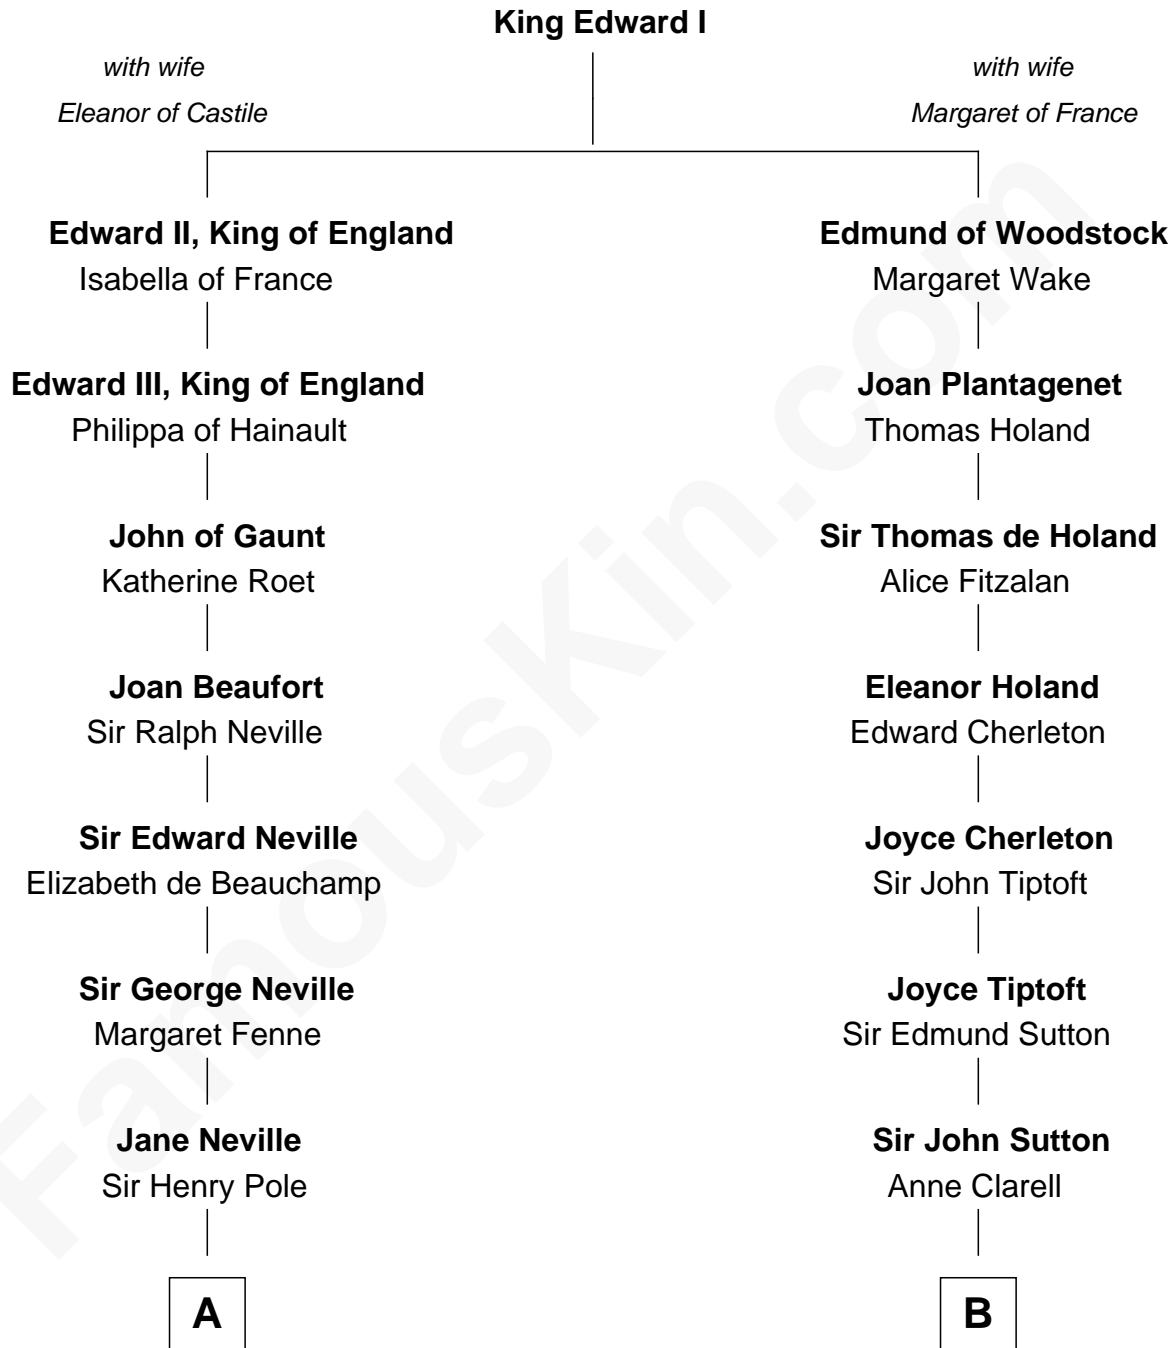 King Edward I
with wife
Eleanor of Castile
with wife
Margaret of France
Edward II, King of England
Isabella of France
Edmund of Woodstock
Margaret Wake
Edward III, King of England
Philippa of Hainault
Joan Plantagenet
Thomas Holand
John of Gaunt
Katherine Roet
Sir Thomas de Holand
Alice Fitzalan
Joan Beaufort
Sir Ralph Neville
Eleanor Holand
Edward Cherleton
Sir Edward Neville
Elizabeth de Beauchamp
Joyce Cherleton
Sir John Tiptoft
Sir George Neville
Margaret Fenne
Joyce Tiptoft
Sir Edmund Sutton
Jane Neville
Sir Henry Pole
Sir John Sutton
Anne Clarell
A
B
FamousKin.com